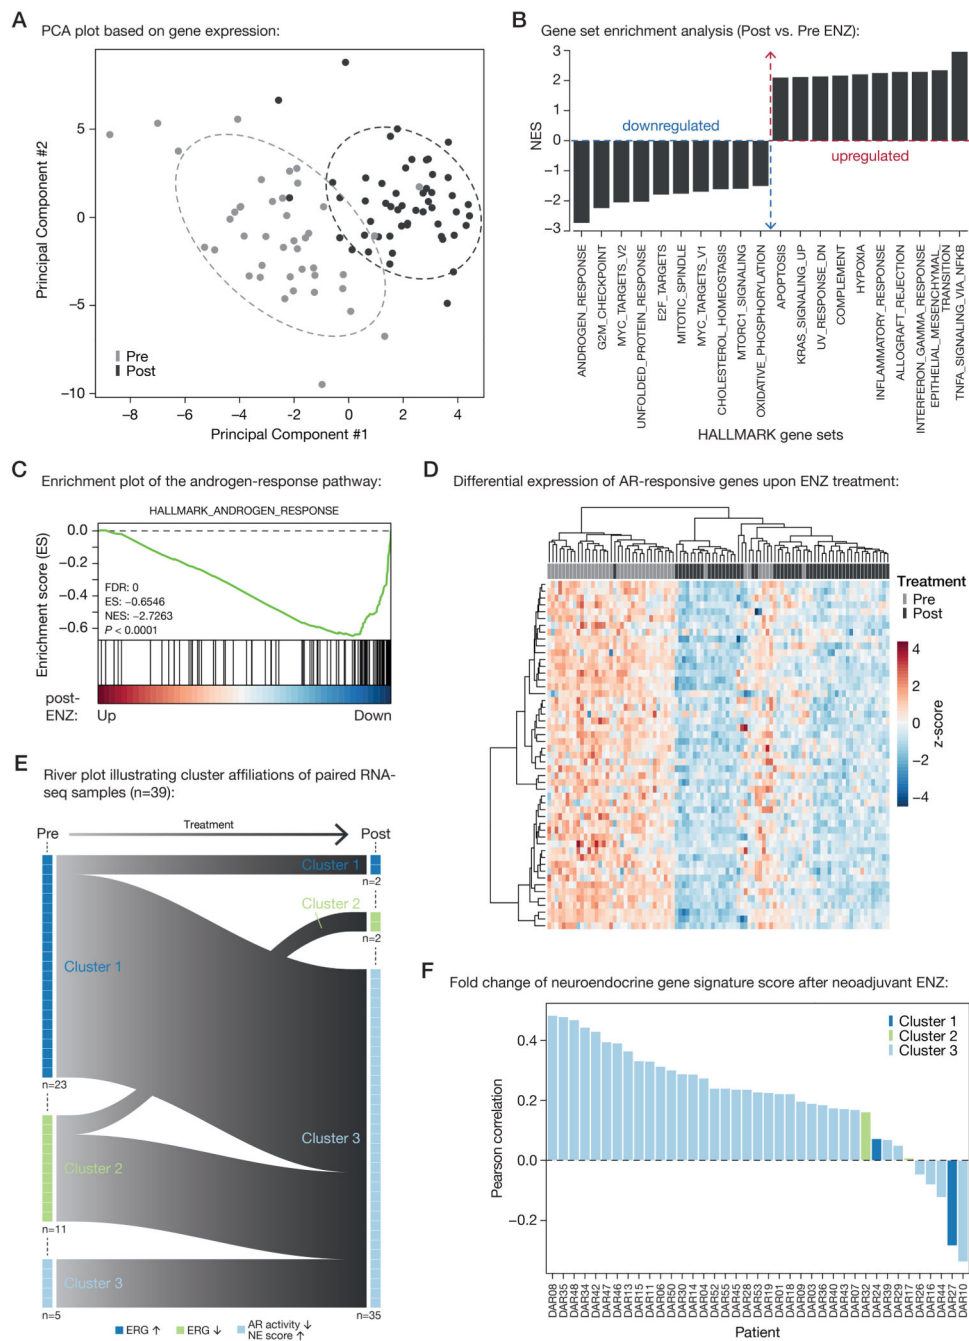 A
PCA plot based on gene expression:
Principal Component #2
5
0
−5
−10
Pre
Post
−8 −6 −4 −2 0 2 4
Principal Component #1
B
Gene set enrichment analysis (Post vs. Pre ENZ):
NES
3
2
1
0
−1
−2
−3
downregulated
upregulated
ANDROGEN_RESPONSE
G2M_CHECKPOINT
MYC_TARGETS_V2
UNFOLDED_PROTEIN_RESPONSE
E2F_TARGETS
MITOTIC_SPINDLE
MYC_TARGETS_V1
CHOLESTEROL_HOMEOSTASIS
MTORC1_SIGNALING
OXIDATIVE_PHOSPHORYLATION
APOPTOSIS
KRAS_SIGNALING_UP
UV_RESPONSE_DN
COMPLEMENT
HYPOXIA
INFLAMMATORY_RESPONSE
ALLOGRAFT_REJECTION
INTERFERON_GAMMA_RESPONSE
EPITHELIAL_MESENCHYMAL_
TRANSITION
TNFA_SIGNALING_VIA_NFKB
HALLMARK gene sets
C
Enrichment plot of the androgen-response pathway:
HALLMARK_ANDROGEN_RESPONSE
Enrichment score (ES)
0.0
−0.2
−0.4
−0.6
FDR: 0
ES: −0.6546
NES: −2.7263
P < 0.0001
post-
ENZ: Up Down
D
Differential expression of AR-responsive genes upon ENZ treatment:
Treatment
Pre
Post
4
2
0
−2
−4
z-score
E
River plot illustrating cluster affiliations of paired RNA-
seq samples (n=39):
Pre Treatment Post
Cluster 1
n=2
Cluster 2
n=2
Cluster 1
n=23
Cluster 3
Cluster 2
n=11
Cluster 3
n=5 n=35
ERG ↑ ERG ↓ AR activity ↓
NE score ↑
F
Fold change of neuroendocrine gene signature score after neoadjuvant ENZ:
Pearson correlation
0.4
0.2
0.0
−0.2
Cluster 1
Cluster 2
Cluster 3
DAR08
DAR35
DAR48
DAR34
DAR42
DAR47
DAR46
DAR13
DAR15
DAR11
DAR06
DAR50
DAR30
DAR14
DAR04
DAR52
DAR55
DAR45
DAR28
DAR53
DAR19
DAR01
DAR18
DAR09
DAR03
DAR36
DAR40
DAR43
DAR07
DAR32
DAR24
DAR39
DAR29
DAR17
DAR26
DAR16
DAR44
DAR27
DAR10
Patient